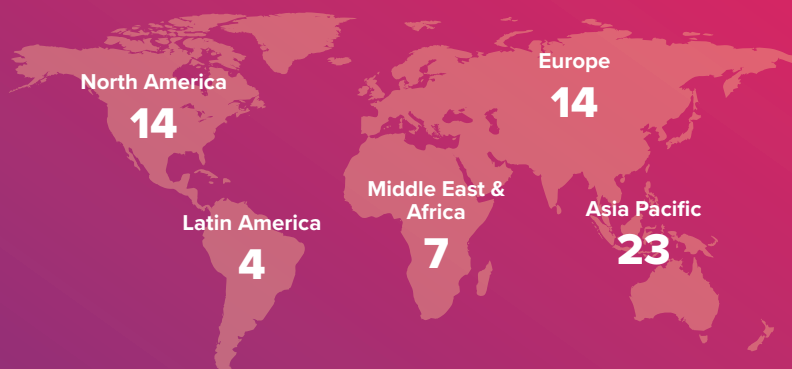 North America
14
Europe
14
Latin America
4
Middle East &
Africa
7
Asia Pacific
23